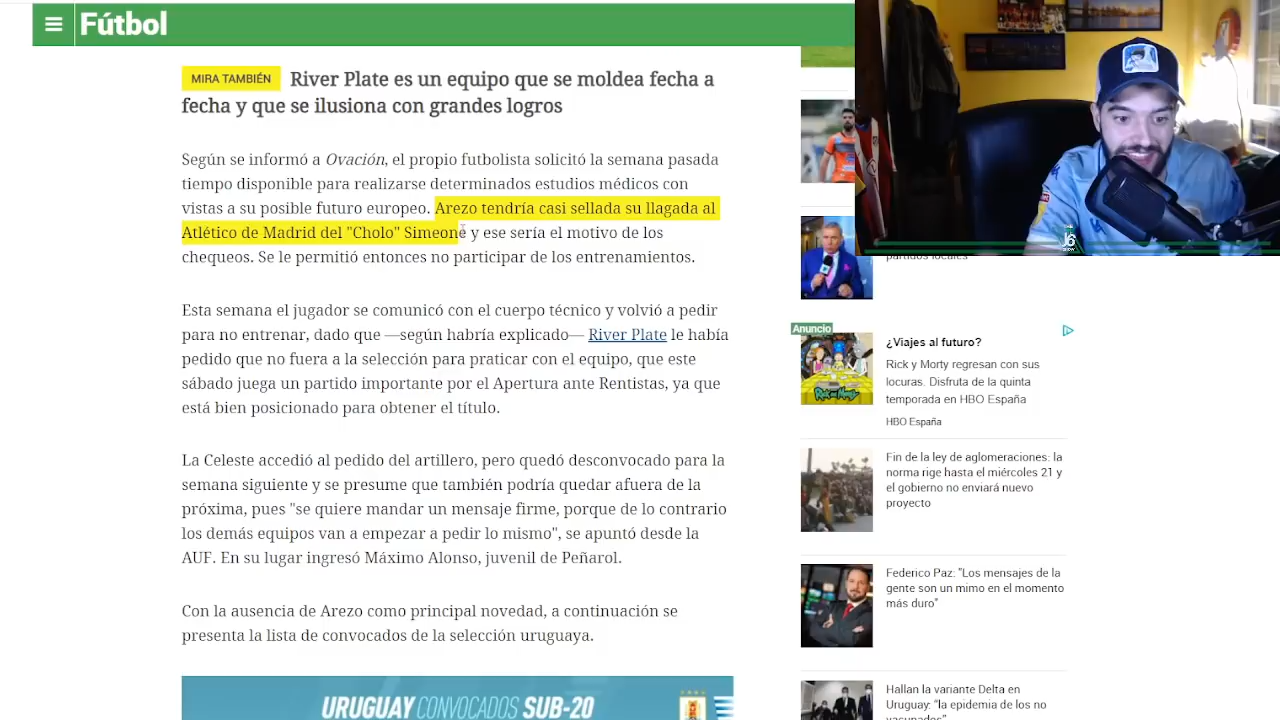 Fútbol
MIRA TAMBIÉN River Plate es un equipo que se moldea fecha a
fecha y que se ilusiona con grandes logros
Según se informó a Ovación, el propio futbolista solicitó la semana pasada
tiempo disponible para realizarse determinados estudios médicos con
vistas a su posible futuro europeo. Arezo tendría casi sellada su llagada al
Atlético de Madrid del "Cholo" Simeone y ese sería el motivo de los
chequeos. Se le permitio entonces no participar de los entrenamientos.
Esta semana el jugador se comunicó con el cuerpo técnico y volvió a pedir
para no entrenar, dado que —según habría explicado— River Plate le había
pedido que no fuera a la selección para praticar con el equipo, que este
sábado juega un partido importante por el Apertura ante Rentistas, ya que
está bien posicionado para obtener el título.
La Celeste accedió al pedido del artillero, pero quedó desconvocado para la
semana siguiente y se presume que también podría quedar afuera de la
próxima, pues "se quiere mandar un mensaje firme, porque de lo contrario
los demás equipos van a empezar a pedir lo mismo", se apuntó desde la
AUF. En su lugar ingresó Máximo Alonso, juvenil de Peñarol.
Con la ausencia de Arezo como principal novedad, a continuación se
presenta la lista de convocados de la selección uruguaya.
URUGUAY CONVOCADOS SUB-20
partidos locales
Anuncio
¿Viajes al futuro?
Rick y Morty regresan con sus
locuras. Disfruta de la quinta
temporada en HBO España
HBO España
Fin de la ley de aglomeraciones: la
norma rige hasta el miércoles 21 y
el gobierno no enviará nuevo
proyecto
Federico Paz: "Los mensajes de la
gente son un mimo en el momento
más duro"
Hallan la variante Delta en
Uruguay: "la epidemia de los no
vacunados"